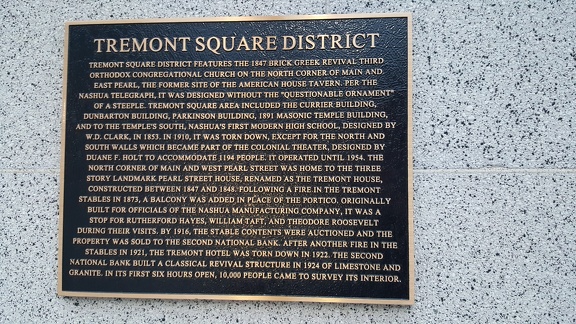 TREMONT SQUARE DISTRICT
TREMONT SQUARE DISTRICT FEATURES THE 1847 BRICK GREEK REVIVAL THIRD
ORTHODOX CONGREGATIONAL CHURCH ON THE NORTH CORNER OF MAIN AND
EAST PEARL, THE FORMER SITE OF THE AMERICAN HOUSE TAVERN. PER THE
NASHUA TELEGRAPH, IT WAS DESIGNED WITHOUT THE "QUESTIONABLE ORNAMENT"
OF A STEEPLE. TREMONT SQUARE AREA INCLUDED THE CURRIER BUILDING,
DUNBARTON BUILDING, PARKINSON BUILDING, 1891 MASONIC TEMPLE BUILDING,
AND TO THE TEMPLE'S SOUTH, NASHUA'S FIRST MODERN HIGH SCHOOL, DESIGNED BY
W.D. CLARK, IN 1853. IN 1910, IT WAS TORN DOWN, EXCEPT FOR THE NORTH AND
SOUTH WALLS WHICH BECAME PART OF THE COLONIAL THEATER, DESIGNED BY
DUANE F. HOLT TO ACCOMMODATE 1194 PEOPLE. IT OPERATED UNTIL 1954. THE
NORTH CORNER OF MAIN AND WEST PEARL STREET WAS HOME TO THE THREE
STORY LANDMARK PEARL STREET HOUSE, RENAMED AS THE TREMONT HOUSE,
CONSTRUCTED BETWEEN 1847 AND 1848. FOLLOWING A FIRE IN THE TREMONT
STABLES IN 1873, A BALCONY WAS ADDED IN PLACE OF THE PORTICO. ORIGINALLY
BUILT FOR OFFICIALS OF THE NASHUA MANUFACTURING COMPANY, IT WAS A
STOP FOR RUTHERFORD HAYES, WILLIAM TAFT, AND THEODORE ROOSEVELT
DURING THEIR VISITS. BY 1916, THE STABLE CONTENTS WERE AUCTIONED AND THE
PROPERTY WAS SOLD TO THE SECOND NATIONAL BANK. AFTER ANOTHER FIRE IN THE
STABLES IN 1921, THE TREMONT HOTEL WAS TORN DOWN IN 1922. THE SECOND
NATIONAL BANK BUILT A CLASSICAL REVIVAL STRUCTURE IN 1924 OF LIMESTONE AND
GRANITE. IN ITS FIRST SIX HOURS OPEN, 10,000 PEOPLE CAME TO SURVEY ITS INTERIOR.